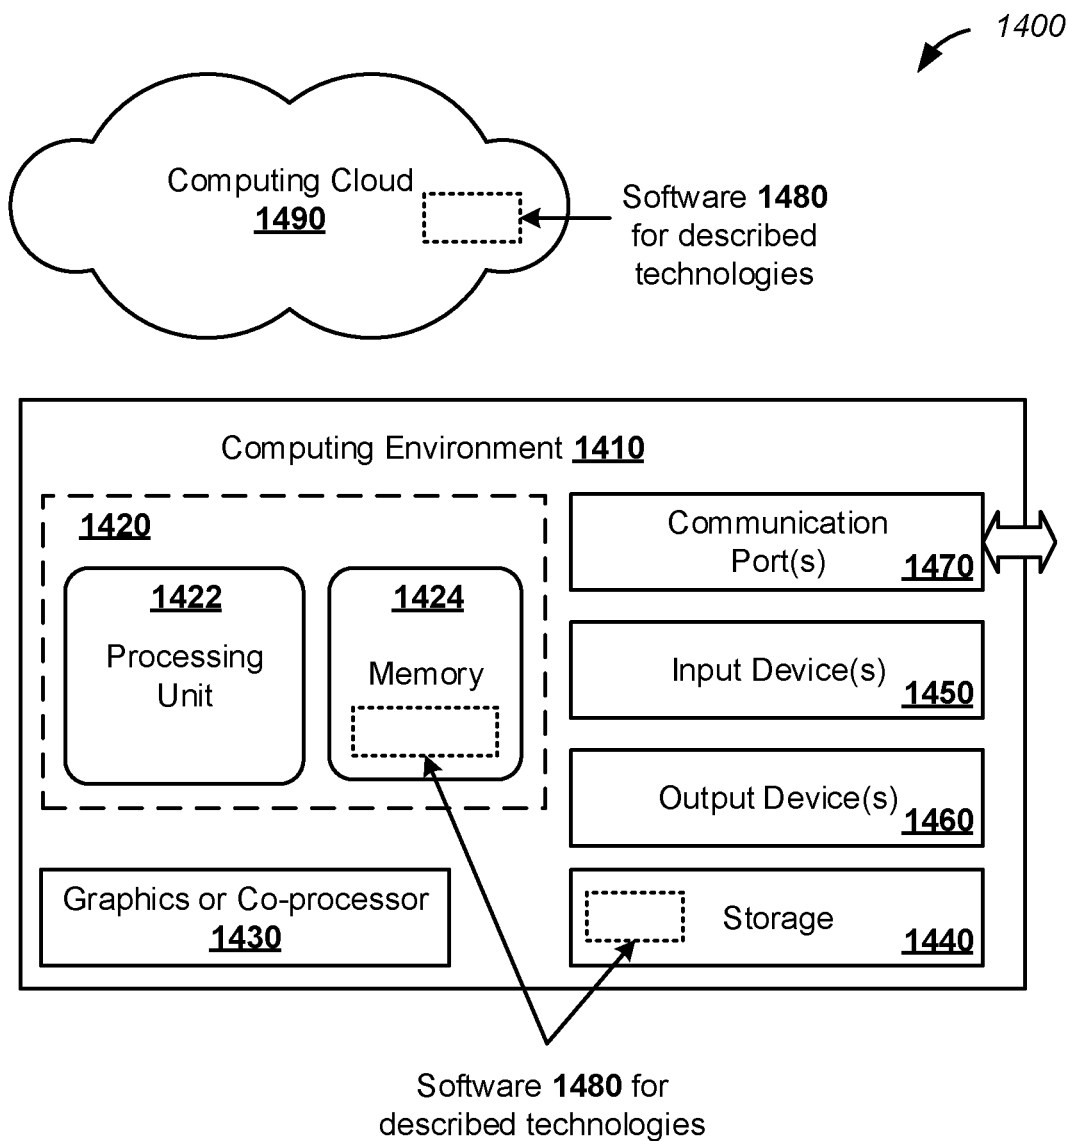 1400
Computing Cloud
1490
Software 1480
for described
technologies
Computing Environment 1410
1420
1422
Processing
Unit
1424
Memory
Communication
Port(s)
1470
Input Device(s)
1450
Output Device(s)
1460
Graphics or Co-processor
1430
Storage
1440
Software 1480 for
described technologies